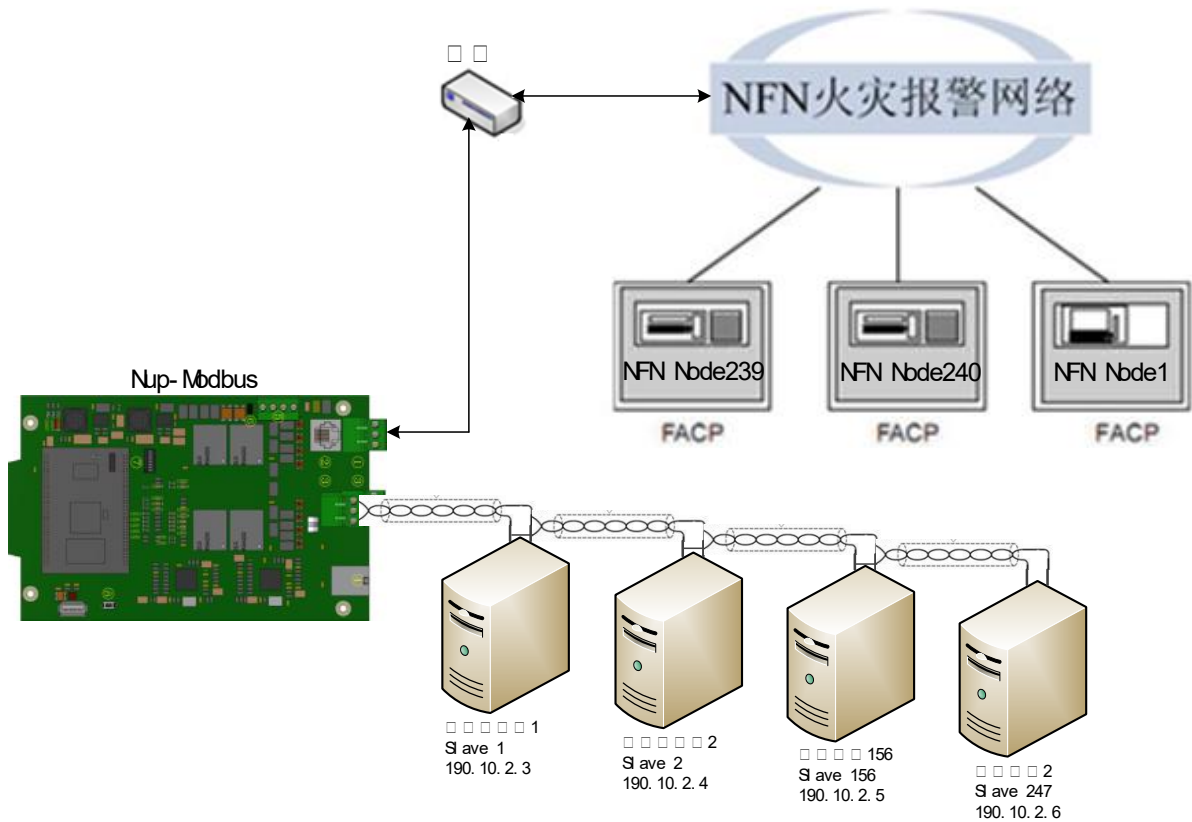 □ □
NFN火灾报警网络
NFN Node239
NFN Node240
NFN Node1
FACP
FACP
FACP
Nup-Modbus
□ □ □ □ □ 1
Slave 1
190. 10. 2. 3
□ □ □ □ □ 2
Slave 2
190. 10. 2. 4
□ □ □ □ 156
Slave 156
190. 10. 2. 5
□ □ □ □ 2
Slave 247
190. 10. 2. 6